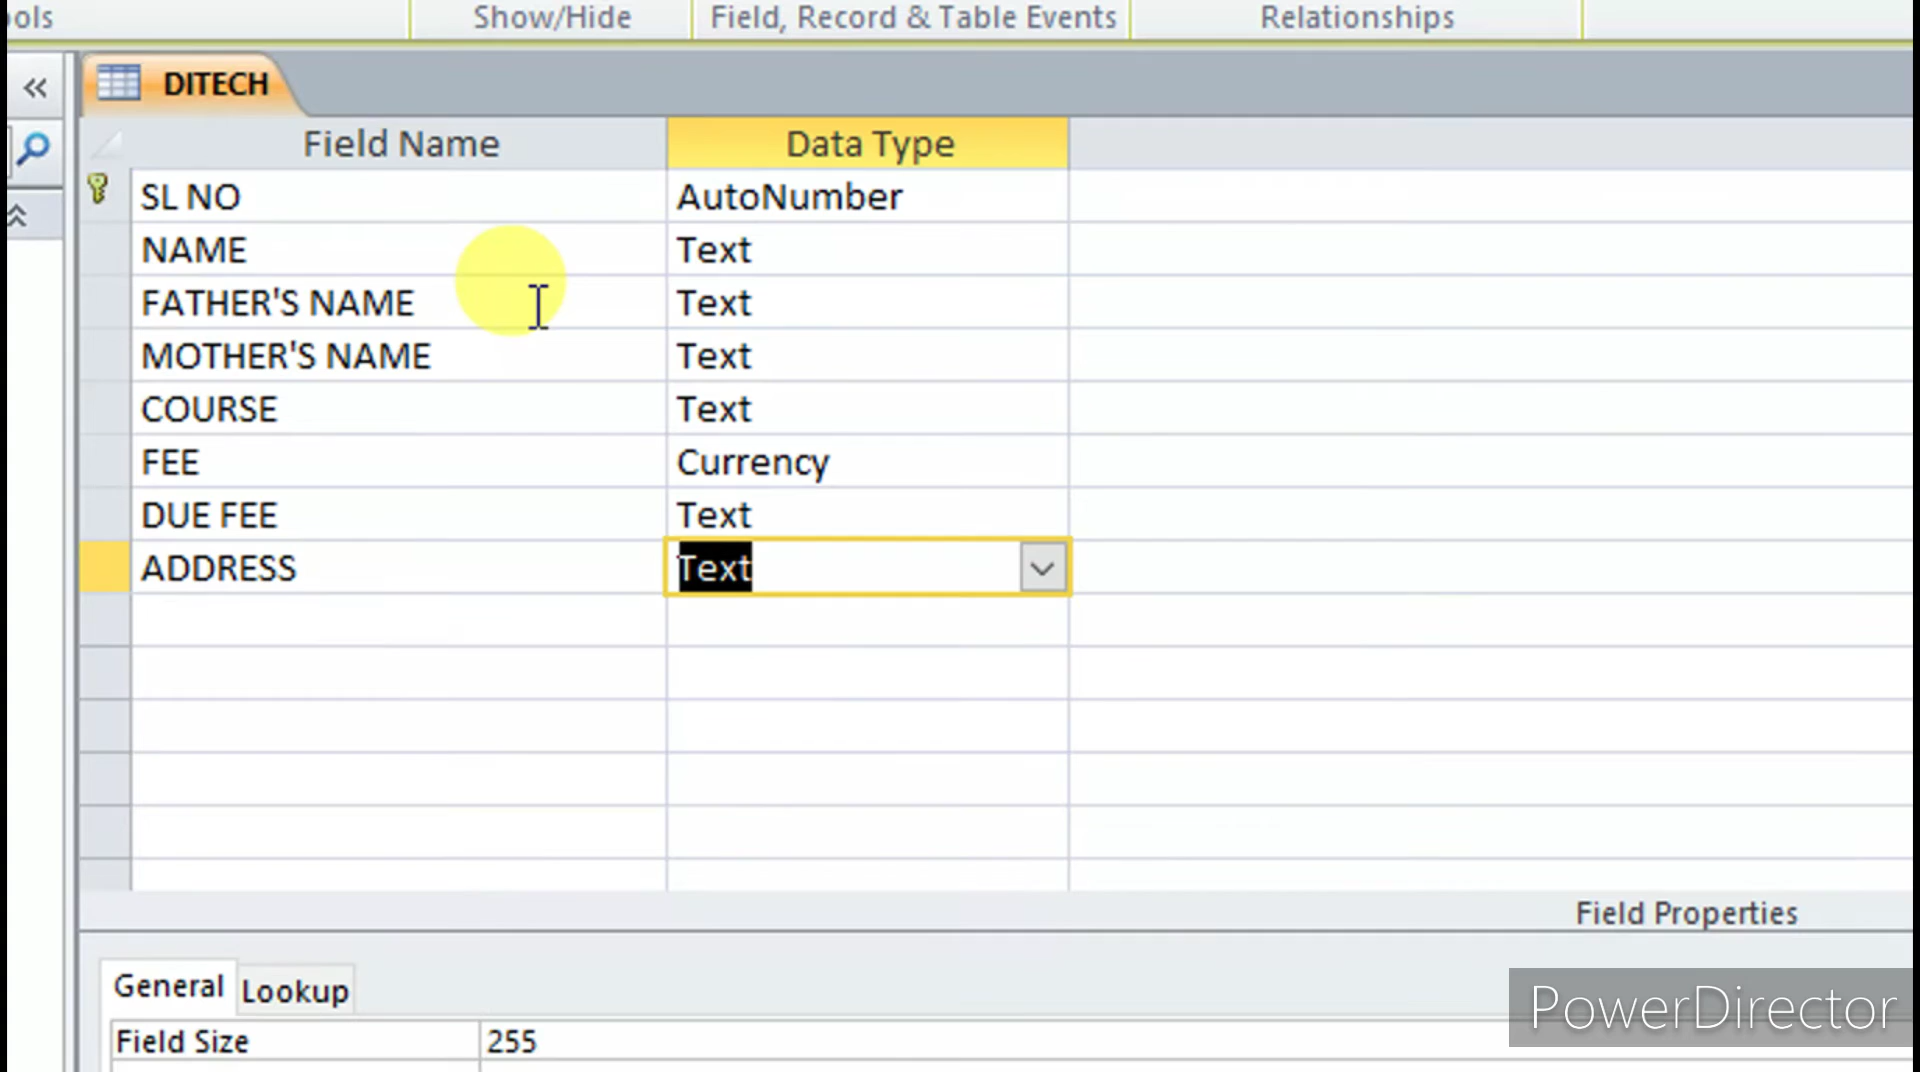 ols Show/Hide Field, Record & Table Events Relationships
DITECH
Field Name Data Type
SL NO AutoNumber
NAME Text
FATHER'S NAME Text
MOTHER'S NAME Text
COURSE Text
FEE Currency
DUE FEE Text
ADDRESS Text
Field Properties
General Lookup
Field Size 255
PowerDirector